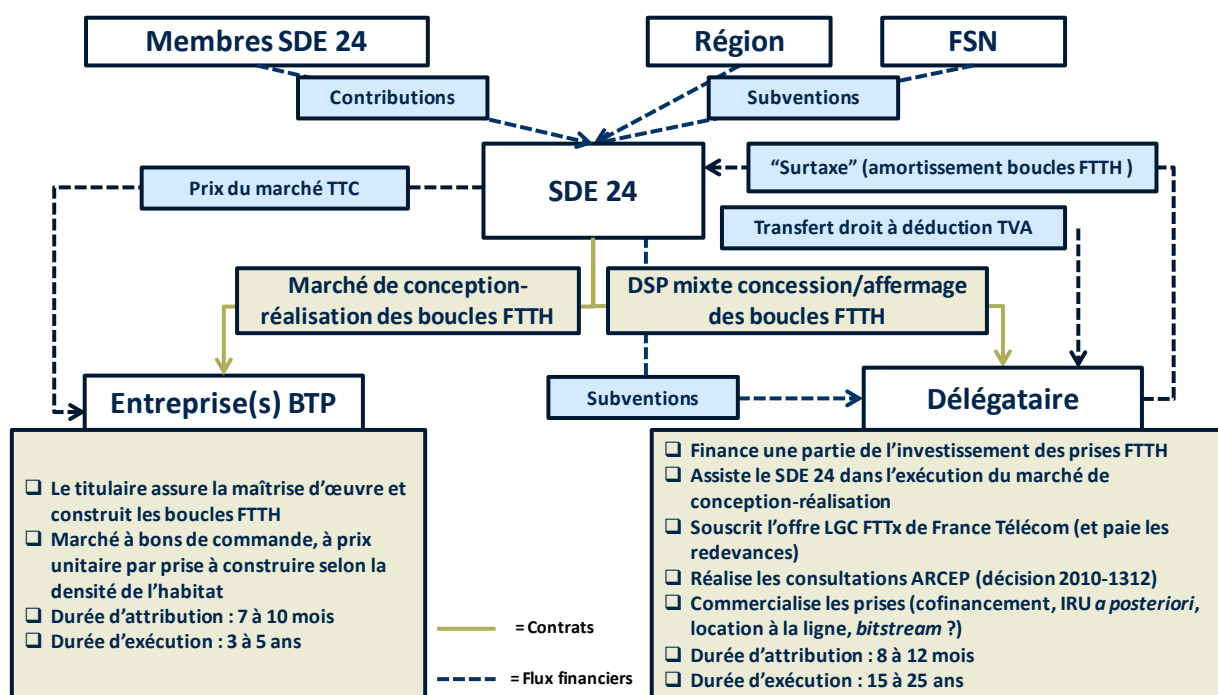 Membres SDE 24
Région
FSN
Contributions
Subventions
SDE 24
“Surtaxe” (amortissement boucles FTTH )
Prix du marché TTC
Transfert droit à déduction TVA
Marché de conception-
réalisation des boucles FTTH
DSP mixte concession/affermage
des boucles FTTH
Entreprise(s) BTP
Subventions
Délégataire
❑ Le titulaire assure la maîtrise d’œuvre et
construit les boucles FTTH
❑ Marché à bons de commande, à prix
unitaire par prise à construire selon la
densité de l’habitat
❑ Durée d’attribution : 7 à 10 mois
❑ Durée d’exécution : 3 à 5 ans
❑ Finance une partie de l’investissement des prises FTTH
❑ Assiste le SDE 24 dans l’exécution du marché de
conception-réalisation
❑ Souscrit l’offre LGC FTTx de France Télécom (et paie les
redevances)
❑ Réalise les consultations ARCEP (décision 2010-1312)
❑ Commercialise les prises (cofinancement, IRU a posteriori,
location à la ligne, bitstream ?)
❑ Durée d’attribution : 8 à 12 mois
❑ Durée d’exécution : 15 à 25 ans
= Contrats
= Flux financiers